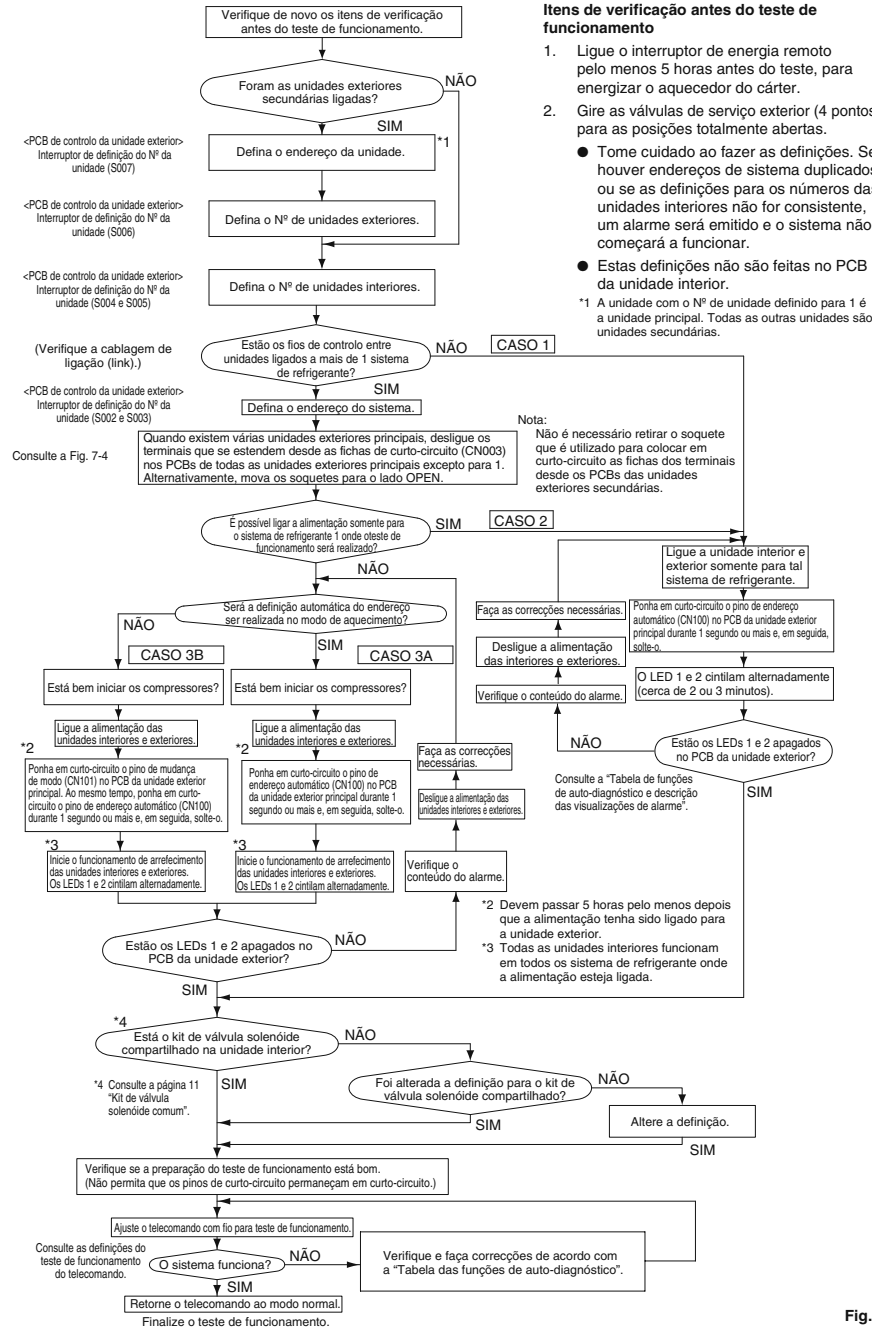 Verifique de novo os itens de verificação
antes do teste de funcionamento.
Foram as unidades exteriores
secundárias ligadas?
NÃO
SIM
<PCB de controlo da unidade exterior>
Interruptor de definição do Nº da
unidade (S007)
Defina o endereço da unidade.
*1
<PCB de controlo da unidade exterior>
Interruptor de definição do Nº da
unidade (S006)
Defina o Nº de unidades exteriores.
<PCB de controlo da unidade exterior>
Interruptor de definição do Nº da
unidade (S004 e S005)
Defina o Nº de unidades interiores.
(Verifique a cablagem de
ligação (link).)
Estão os fios de controlo entre
unidades ligados a mais de 1 sistema
de refrigerante?
NÃO
CASO 1
SIM
<PCB de controlo da unidade exterior>
Interruptor de definição do Nº da
unidade (S002 e S003)
Defina o endereço do sistema.
Consulte a Fig. 7-4
Quando existem várias unidades exteriores principais, desligue os
terminais que se estendem desde as fichas de curto-circuito (CN003)
nos PCBs de todas as unidades exteriores principais excepto para 1.
Alternativamente, mova os soquetes para o lado OPEN.
Itens de verificação antes do teste de
funcionamento
1. Ligue o interruptor de energia remoto
pelo menos 5 horas antes do teste, para
energizar o aquecedor do cárter.
2. Gire as válvulas de serviço exterior (4 pontos
para as posições totalmente abertas.
● Tome cuidado ao fazer as definições. Se
houver endereços de sistema duplicados
ou se as definições para os números das
unidades interiores não for consistente,
um alarme será emitido e o sistema não
começará a funcionar.
● Estas definições não são feitas no PCB
da unidade interior.
*1 A unidade com o Nº de unidade definido para 1 é
a unidade principal. Todas as outras unidades são
unidades secundárias.
Nota:
Não é necessário retirar o soquete
que é utilizado para colocar em
curto-circuito as fichas dos terminais
desde os PCBs das unidades
exteriores secundárias.
É possível ligar a alimentação somente para
o sistema de refrigerante 1 onde oteste de
funcionamento será realizado?
SIM
CASO 2
NÃO
Será a definição automática do endereço
ser realizada no modo de aquecimento?
NÃO
SIM
CASO 3B
CASO 3A
Está bem iniciar os compressores?
Está bem iniciar os compressores?
Ligue a alimentação das
unidades interiores e exteriores.
Ligue a alimentação das
unidades interiores e exteriores.
*2
Ponha em curto-circuito o pino de mudança
de modo (CN101) no PCB da unidade exterior
principal. Ao mesmo tempo, ponha em curto-
circuito o pino de endereço automático (CN100)
durante 1 segundo ou mais e, em seguida, solte-o.
*2
Ponha em curto-circuito o pino de
endereço automático (CN100) no PCB
da unidade exterior principal durante 1
segundo ou mais e, em seguida, solte-o.
*3
Inicie o funcionamento de arrefecimento
das unidades interiores e exteriores.
Os LEDs 1 e 2 cintilam alternadamente.
*3
Inicie o funcionamento de arrefecimento
das unidades interiores e exteriores.
Os LEDs 1 e 2 cintilam alternadamente.
Faça as correcções
necessárias.
Desligue a alimentação das
unidades interiores e exteriores.
Verifique o
conteúdo do alarme.
Faça as correcções necessárias.
Desligue a alimentação
das interiores e exteriores.
Verifique o conteúdo do alarme.
Ligue a unidade interior e
exterior somente para tal
sistema de refrigerante.
Ponha em curto-circuito o pino de endereço
automático (CN100) no PCB da unidade exterior
principal durante 1 segundo ou mais e, em seguida,
solte-o.
O LED 1 e 2 cintilam alternadamente
(cerca de 2 ou 3 minutos).
NÃO
Estão os LEDs 1 e 2 apagados
no PCB da unidade exterior?
SIM
Consulte a “Tabela de funções
de auto-diagnóstico e descrição
das visualizações de alarme”.
*2 Devem passar 5 horas pelo menos depois
que a alimentação tenha sido ligado para
a unidade exterior.
*3 Todas as unidades interiores funcionam
em todos os sistema de refrigerante onde
a alimentação esteja ligada.
Estão os LEDs 1 e 2 apagados no
PCB da unidade exterior?
NÃO
SIM
*4
Está o kit de válvula solenóide
compartilhado na unidade interior?
NÃO
SIM
*4 Consulte a página 11
“Kit de válvula
solenóide comum”.
Foi alterada a definição para o kit de
válvula solenóide compartilhado?
NÃO
SIM
Altere a definição.
SIM
Verifique se a preparação do teste de funcionamento está bom.
(Não permita que os pinos de curto-circuito permaneçam em curto-circuito.)
Ajuste o telecomando com fio para teste de funcionamento.
Consulte as definições do
teste de funcionamento
do telecomando.
O sistema funciona?
NÃO
Verifique e faça correcções de acordo com
a “Tabela das funções de auto-diagnóstico”.
SIM
Retorne o telecomando ao modo normal.
Finalize o teste de funcionamento.
Fig.